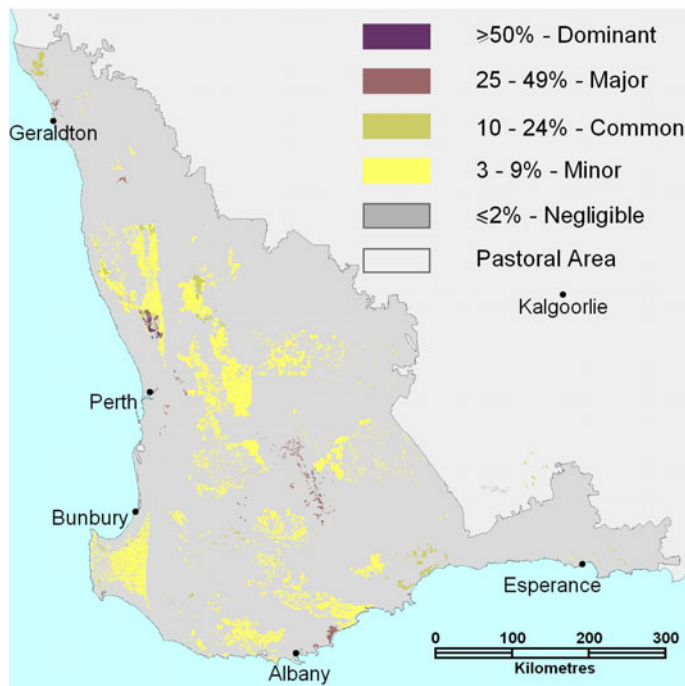 ≥50% - Dominant
25 - 49% - Major
10 - 24% - Common
3 - 9% - Minor
≤2% - Negligible
Pastoral Area
Geraldton
Kalgoorlie
Perth
Bunbury
Esperance
Albany
0 100 200 300
Kilometres